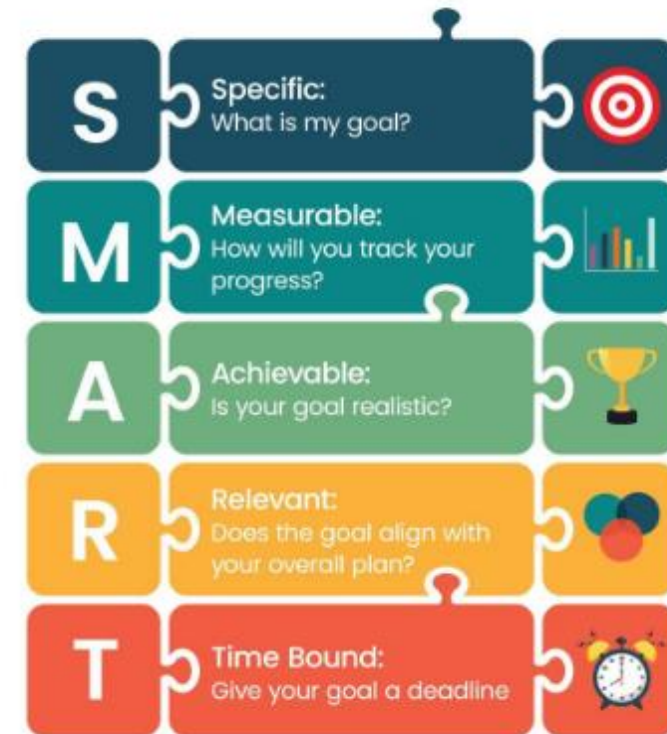 S
Specific:
What is my goal?
M
Measurable:
How will you track your
progress?
A
Achievable:
Is your goal realistic?
R
Relevant:
Does the goal align with
your overall plan?
T
Time Bound:
Give your goal a deadline